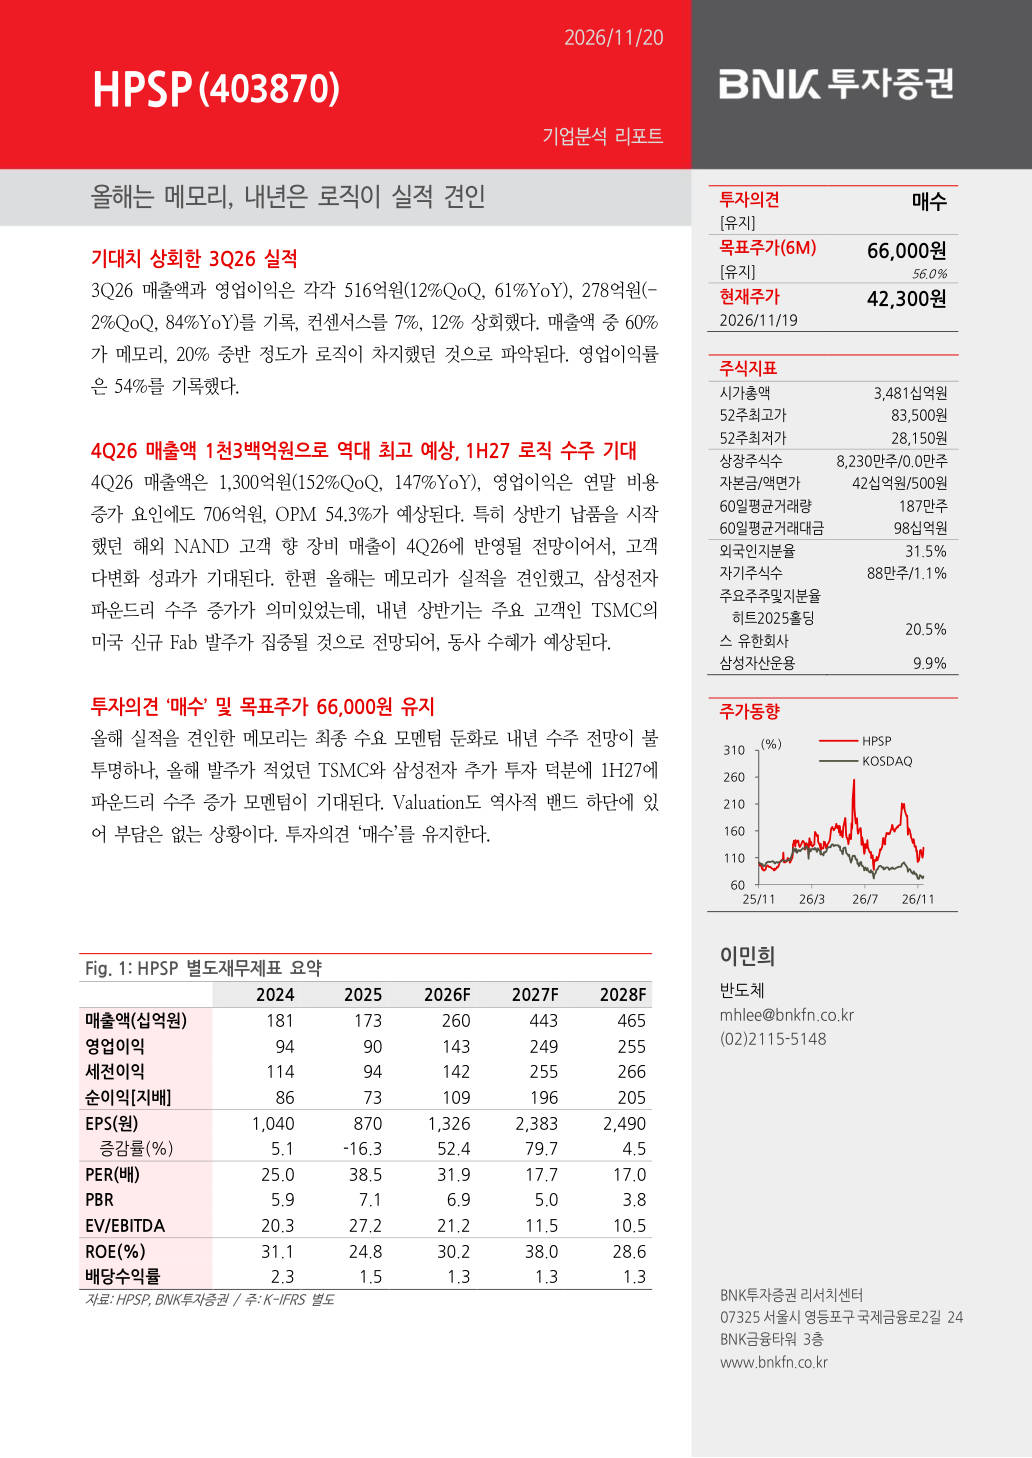 2026/11/20
HPSP(403870)
기업분석 리포트
BNK 투자증권
올해는 메모리, 내년은 로직이 실적 견인
기대치 상회한 3Q26 실적
3Q26 매출액과 영업이익은 각각 516억원(12%QoQ, 61%YoY), 278억원(-
2%QoQ, 84%YoY)를 기록, 컨센서스를 7%, 12% 상회했다. 매출액 중 60%
가 메모리, 20% 중반 정도가 로직이 차지했던 것으로 파악된다. 영업이익률
은 54%를 기록했다.
4Q26 매출액 1천3백억원으로 역대 최고 예상, 1H27 로직 수주 기대
4Q26 매출액은 1,300억원(152%QoQ, 147%YoY), 영업이익은 연말 비용
증가 요인에도 706억원, OPM 54.3%가 예상된다. 특히 상반기 납품을 시작
했던 해외 NAND 고객 향 장비 매출이 4Q26에 반영될 전망이어서, 고객
다변화 성과가 기대된다. 한편 올해는 메모리가 실적을 견인했고, 삼성전자
파운드리 수주 증가가 의미있었는데, 내년 상반기는 주요 고객인 TSMC의
미국 신규 Fab 발주가 집중될 것으로 전망되어, 동사 수혜가 예상된다.
투자의견 ‘매수’ 및 목표주가 66,000원 유지
올해 실적을 견인한 메모리는 최종 수요 모멘텀 둔화로 내년 수주 전망이 불
투명하나, 올해 발주가 적었던 TSMC와 삼성전자 추가 투자 덕분에 1H27에
파운드리 수주 증가 모멘텀이 기대된다. Valuation도 역사적 밴드 하단에 있
어 부담은 없는 상황이다. 투자의견 ‘매수’를 유지한다.
Fig. 1: HPSP 별도재무제표 요약
2024 2025 2026F 2027F 2028F
매출액(십억원) 181 173 260 443 465
영업이익 94 90 143 249 255
세전이익 114 94 142 255 266
순이익[지배] 86 73 109 196 205
EPS(원) 1,040 870 1,326 2,383 2,490
증감률(%) 5.1 -16.3 52.4 79.7 4.5
PER(배) 25.0 38.5 31.9 17.7 17.0
PBR 5.9 7.1 6.9 5.0 3.8
EV/EBITDA 20.3 27.2 21.2 11.5 10.5
ROE(%) 31.1 24.8 30.2 38.0 28.6
배당수익률 2.3 1.5 1.3 1.3 1.3
자료: HPSP, BNK투자증권 / 주: K-IFRS 별도
투자의견 매수
[유지]
목표주가(6M) 66,000원
[유지] 56.0%
현재주가 42,300원
2026/11/19
주식지표
시가총액 3,481십억원
52주최고가 83,500원
52주최저가 28,150원
상장주식수 8,230만주/0.0만주
자본금/액면가 42십억원/500원
60일평균거래량 187만주
60일평균거래대금 98십억원
외국인지분율 31.5%
자기주식수 88만주/1.1%
주요주주및지분율
히트2025홀딩
스 유한회사 20.5%
삼성자산운용 9.9%
주가동향
(%)
HPSP
KOSDAQ
310
260
210
160
110
60
25/11 26/3 26/7 26/11
이민희
반도체
mhlee@bnkfn.co.kr
(02)2115-5148
BNK투자증권 리서치센터
07325 서울시 영등포구 국제금융로2길 24
BNK금융타워 3층
www.bnkfn.co.kr